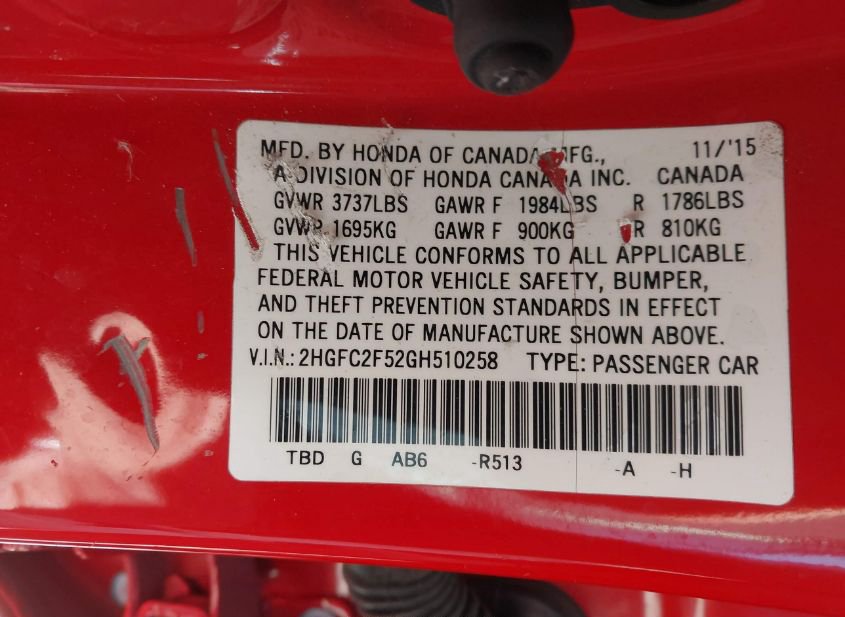 MFD. BY HONDA OF CANADA MFG., 11/'15
A DIVISION OF HONDA CANADA INC. CANADA
GVWR 3737LBS GAWR F 1984LBS R 1786LBS
GVWR 1695KG GAWR F 900KG R 810KG
THIS VEHICLE CONFORMS TO ALL APPLICABLE
FEDERAL MOTOR VEHICLE SAFETY, BUMPER,
AND THEFT PREVENTION STANDARDS IN EFFECT
ON THE DATE OF MANUFACTURE SHOWN ABOVE.
V.I.N.: 2HGFC2F52GH510258 TYPE: PASSENGER CAR
TBD G AB6 -R513 -A -H